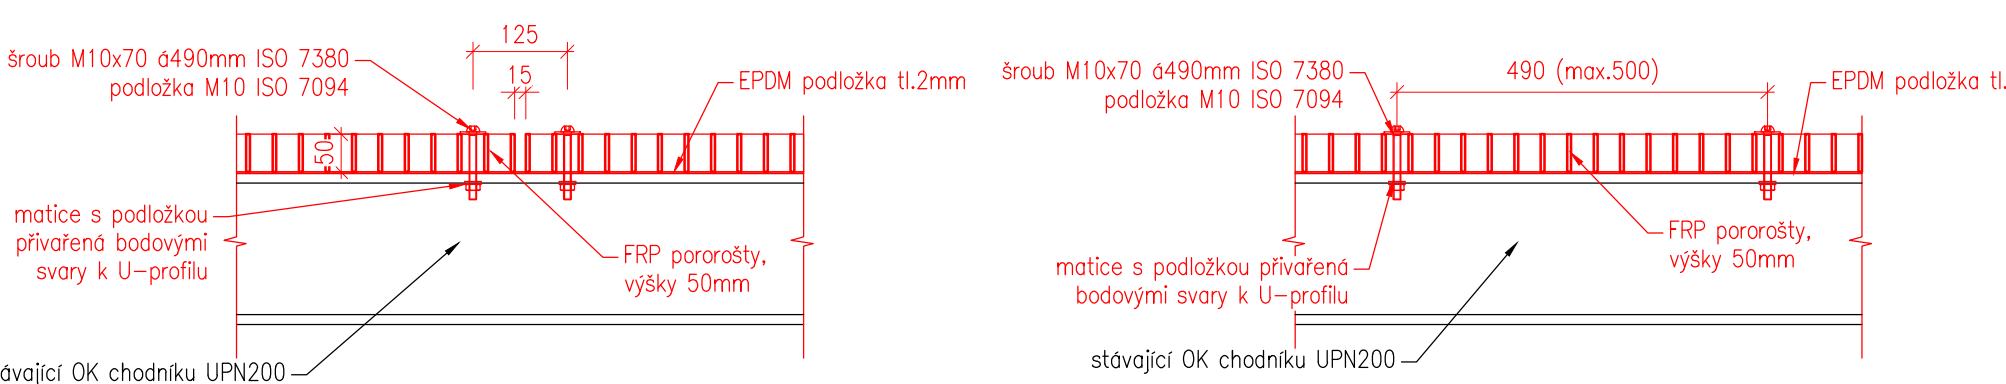 125
šroub M10x70 á490mm ISO 7380
podložka M10 ISO 7094
15
EPDM podložka tl.2mm
50
matice s podložkou
přivařená bodovými
svary k U-profilu
FRP pororošty,
výšky 50mm
ávající OK chodníku UPN200
šroub M10x70 á490mm ISO 7380
podložka M10 ISO 7094
490 (max.500)
EPDM podložka tl.
FRP pororošty,
výšky 50mm
matice s podložkou přivařená
bodovými svary k U-profilu
stávající OK chodníku UPN200